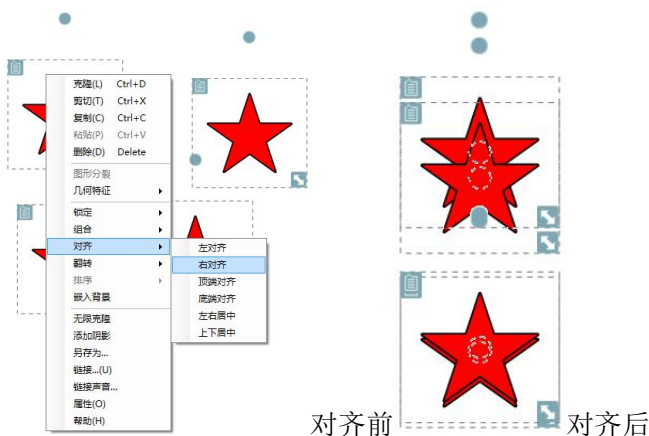 克隆(L) Ctrl+D
剪切(T) Ctrl+X
复制(C) Ctrl+C
粘贴(P) Ctrl+V
删除(D) Delete
图形分裂
几何特征
锁定
组合
对齐
翻转
排序
嵌入背景
无限克隆
添加阴影
另存为...
链接...(U)
链接声音...
属性(O)
帮助(H)
左对齐
右对齐
顶端对齐
底端对齐
左右居中
上下居中
对齐前
对齐后